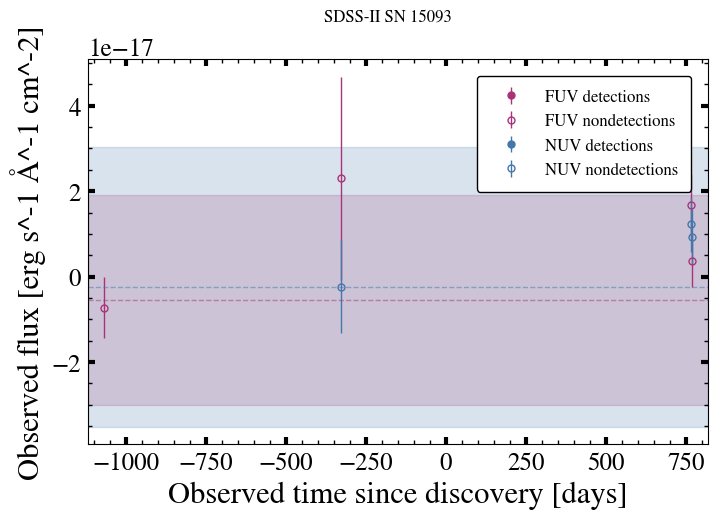 SDSS-II SN 15093
1e−17
Observed flux [erg s^-1 Å^-1 cm^-2]
4
2
0
−2
FUV detections
FUV nondetections
NUV detections
NUV nondetections
−1000 −750 −500 −250 0 250 500 750
Observed time since discovery [days]